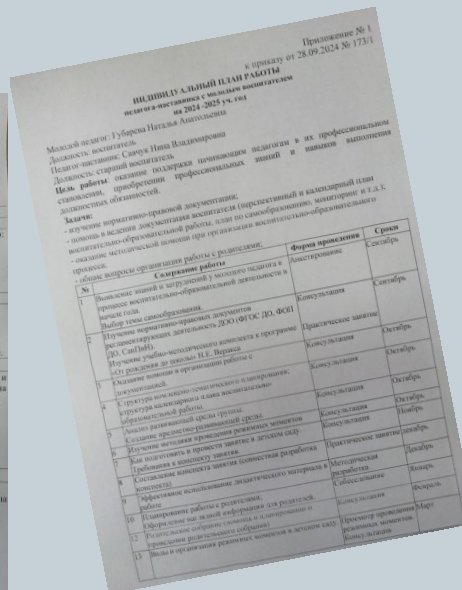 Приложение № 1
к приказу от 28.09.2024 № 173/1
ИНДИВИДУАЛЬНЫЙ ПЛАН РАБОТЫ
педагога-наставника с молодым воспитателем
на 2024 -2025 уч. год
Молодой педагог: Губарева Наталья Анатольевна
Должность: воспитатель
Педагог-наставник: Савчук Нина Владимировна
Должность: старший воспитатель
Цель работы: оказание поддержки начинающим педагогам в их профессиональном
становлении, приобретении профессиональных знаний и навыков выполнения
должностных обязанностей.
Задачи:
- изучение нормативно-правовой документации;
- помощь в ведении документации воспитателя (перспективный и календарный план
воспитательно-образовательной работы, план по самообразованию, мониторинг и т.д.);
- оказание методической помощи при организации воспитательно-образовательного
процесса;
- общие вопросы организации работы с родителями;
№ Содержание работы Форма проведения Сроки
1 Выявление знаний и затруднений у молодого педагога в Анкетирование Сентябрь
процессе воспитательно-образовательной деятельности в
начале года.
Выбор темы самообразования.
2 Изучение нормативно-правовых документов Консультация Сентябрь
регламентирующих деятельность ДОО (ФГОС ДО, ФОП
ДО, СанПиН).
Изучение учебно-методического комплекта к программе Практическое занятие
«От рождения до школы» Н.Е. Веракса
3 Оказание помощи в организации работы с Консультация Октябрь
документацией.
4 Структура комплексно-тематического планирования; Консультация Октябрь
структура календарного плана воспитательно-
образовательной работы
5 Анализ развивающей среды группы. Консультация Октябрь
Создание предметно-развивающей среды.
6 Изучение методики проведения режимных моментов Консультация Октябрь
7 Как подготовить и провести занятие в детском саду. Консультация Ноябрь
Требования к конспекту занятия.
8 Составление конспекта занятия (совместная разработка Практическое занятие декабрь
конспекта)
9 Эффективное использование дидактического материала в Методическая Декабрь
работе разработка
10 Планирование работы с родителями; Собеседование Январь
Оформление наглядной информации для родителей
12 Родительское собрание (помощь в планировании и Консультация Февраль
проведении родительского собрания)
13 Виды и организация режимных моментов в детском саду. Просмотр проведения Март
режимных моментов.
Консультация